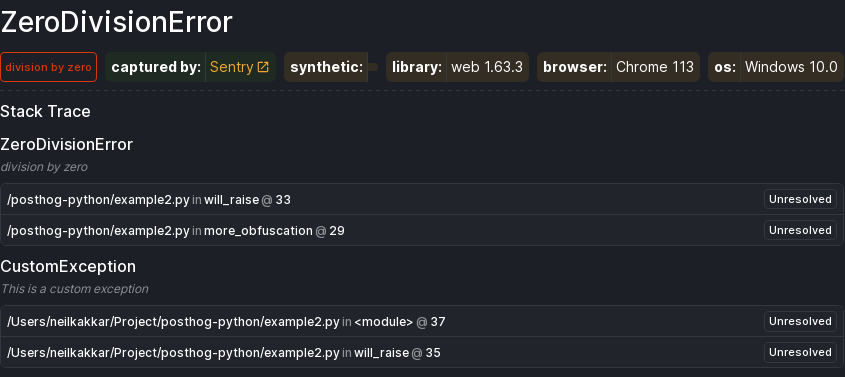 ZeroDivisionError
division by zero captured by: Sentry synthetic: library: web 1.63.3 browser: Chrome 113 os: Windows 10.0
Stack Trace
ZeroDivisionError
division by zero
/posthog-python/example2.py in will_raise @ 33 Unresolved
/posthog-python/example2.py in more_obfuscation @ 29 Unresolved
CustomException
This is a custom exception
/Users/neilkakkar/Project/posthog-python/example2.py in <module> @ 37 Unresolved
/Users/neilkakkar/Project/posthog-python/example2.py in will_raise @ 35 Unresolved